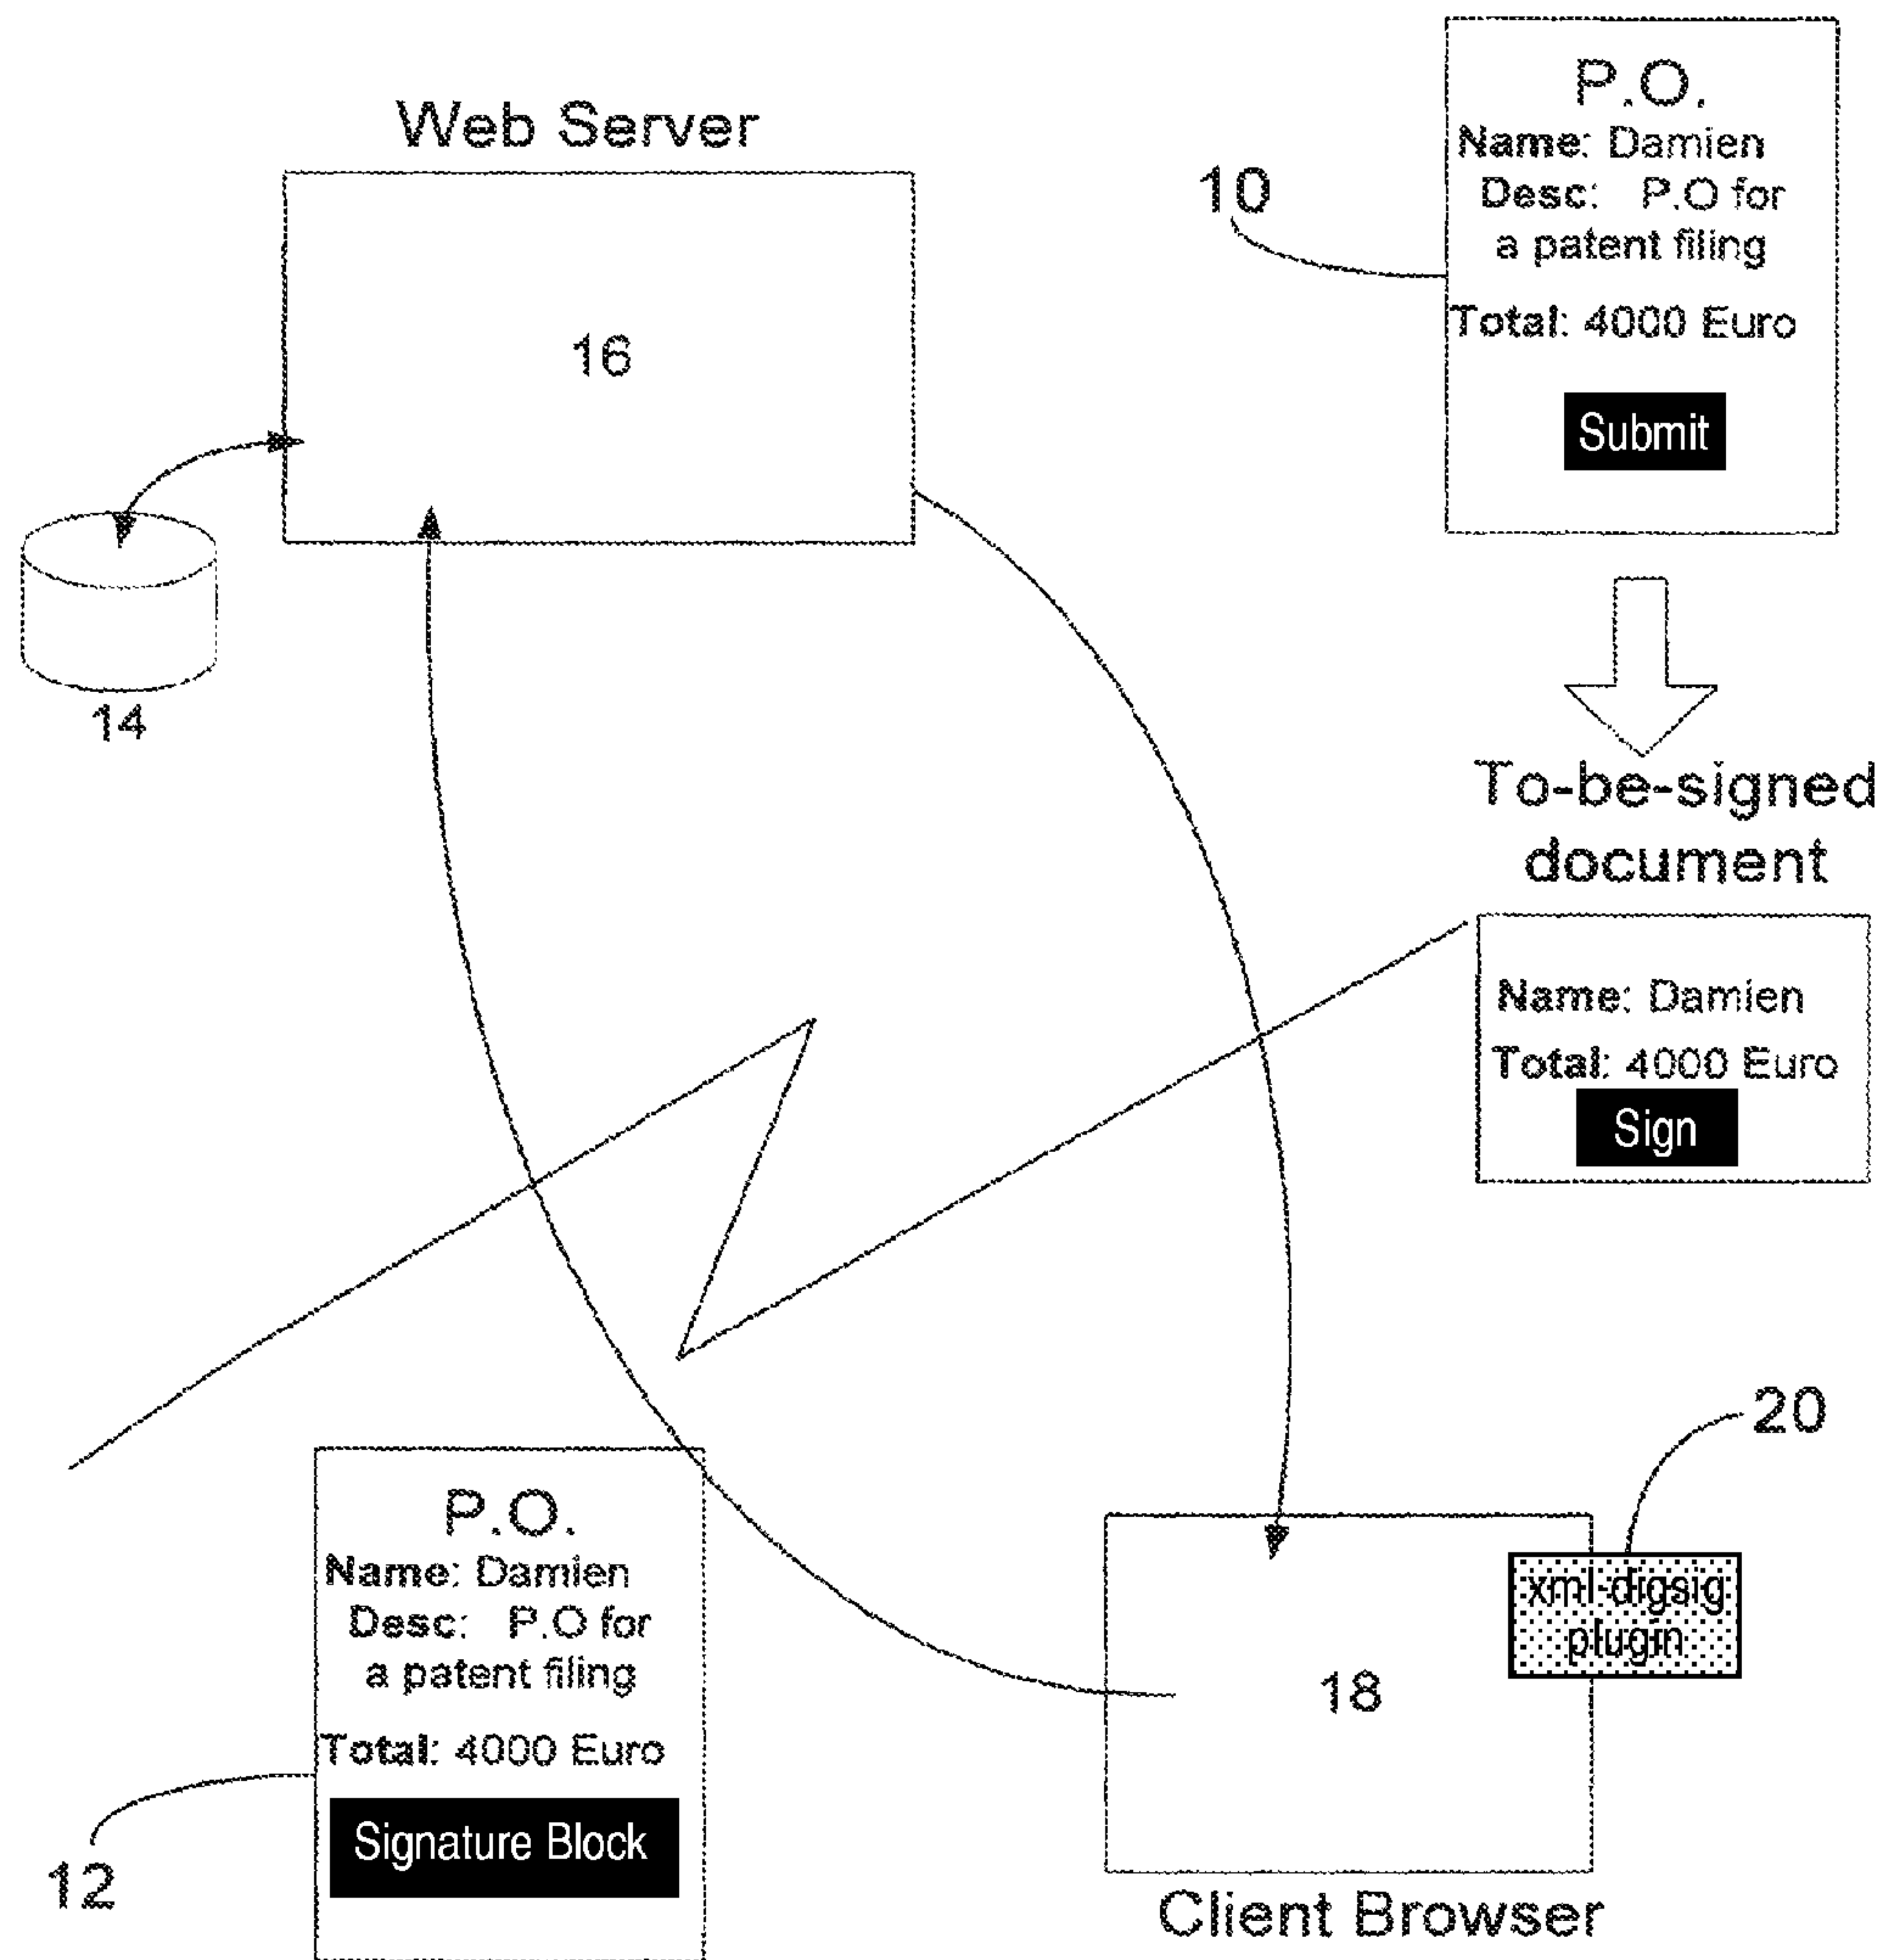 Web Server
16
14
10
P.O.
Name: Damien
Desc: P.O for
a patent filing
Total: 4000 Euro
Submit
To-be-signed
document
Name: Damien
Total: 4000 Euro
Sign
20
xml-digsig
plugin
18
Client Browser
P.O.
Name: Damien
Desc: P.O for
a patent filing
Total: 4000 Euro
Signature Block
12